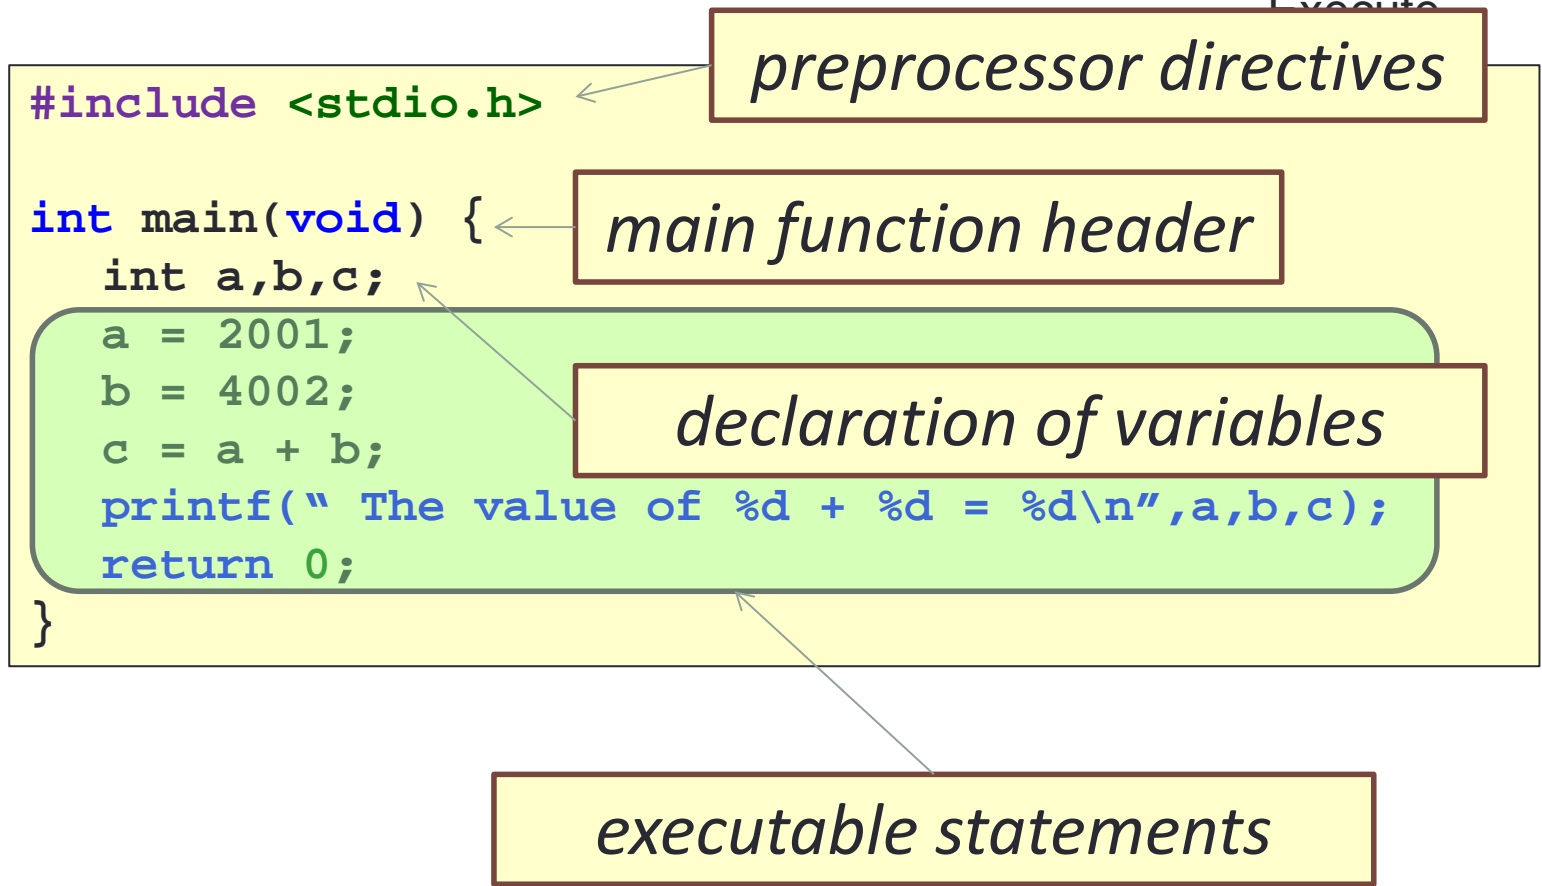 Execute
preprocessor directives
#include <stdio.h>
int main(void) {
main function header
int a,b,c;
a = 2001;
b = 4002;
declaration of variables
c = a + b;
printf(“ The value of %d + %d = %d\n”,a,b,c);
return 0;
}
executable statements